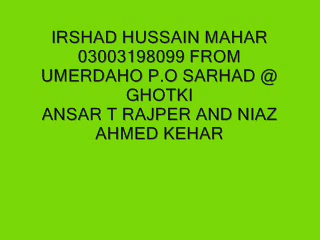 IRSHAD HUSSAIN MAHAR
03003198099 FROM
UMERDAHO P.O SARHAD @
GHOTKI
ANSAR T RAJPER AND NIAZ
AHMED KEHAR